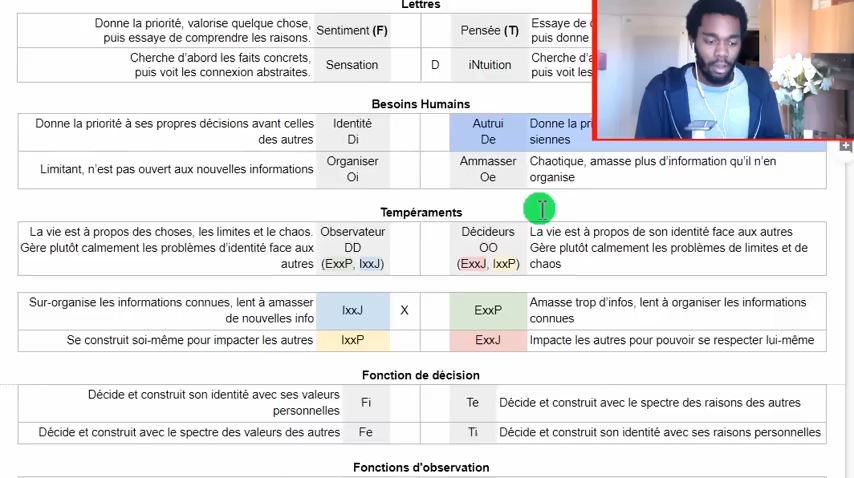 Lettres
Donne la priorité, valorise quelque chose,
puis essaye de comprendre les raisons.
Sentiment (F)
Pensée (T)
Essaye de
puis donne
Cherche d'abord les faits concrets,
puis voit les connexion abstraites.
Sensation
D
iNtuition
Cherche
puis voit les
Besoins Humains
Donne la priorité à ses propres décisions avant celles
des autres
Identité
Di
Autrui
De
Donne la
siennes
Limitant, n'est pas ouvert aux nouvelles informations
Organiser
Oi
Ammasser
Oe
Chaotique, amasse plus d'information qu'il n'en
organise
Tempéraments
La vie est à propos des choses, les limites et le chaos.
Gère plutôt calmement les problèmes d'identité face aux
autres
Observateur
DD
(ExxP, IxxJ)
Décideurs
OO
(ExxJ, IxxP)
La vie est à propos de son identité face aux autres
Gère plutôt calmement les problèmes de limites et de
chaos
Sur-organise les informations connues, lent à amasser
de nouvelles info
IxxJ
X
ExxP
Amasse trop d'infos, lent à organiser les informations
connues
Se construit soi-même pour impacter les autres
IxxP
ExxJ
Impacte les autres pour pouvoir se respecter lui-même
Fonction de décision
Décide et construit son identité avec ses valeurs
personnelles
Fi
Te
Décide et construit avec le spectre des raisons des autres
Décide et construit avec le spectre des valeurs des autres
Fe
Ti
Décide et construit son identité avec ses raisons personnelles
Fonctions d'observation